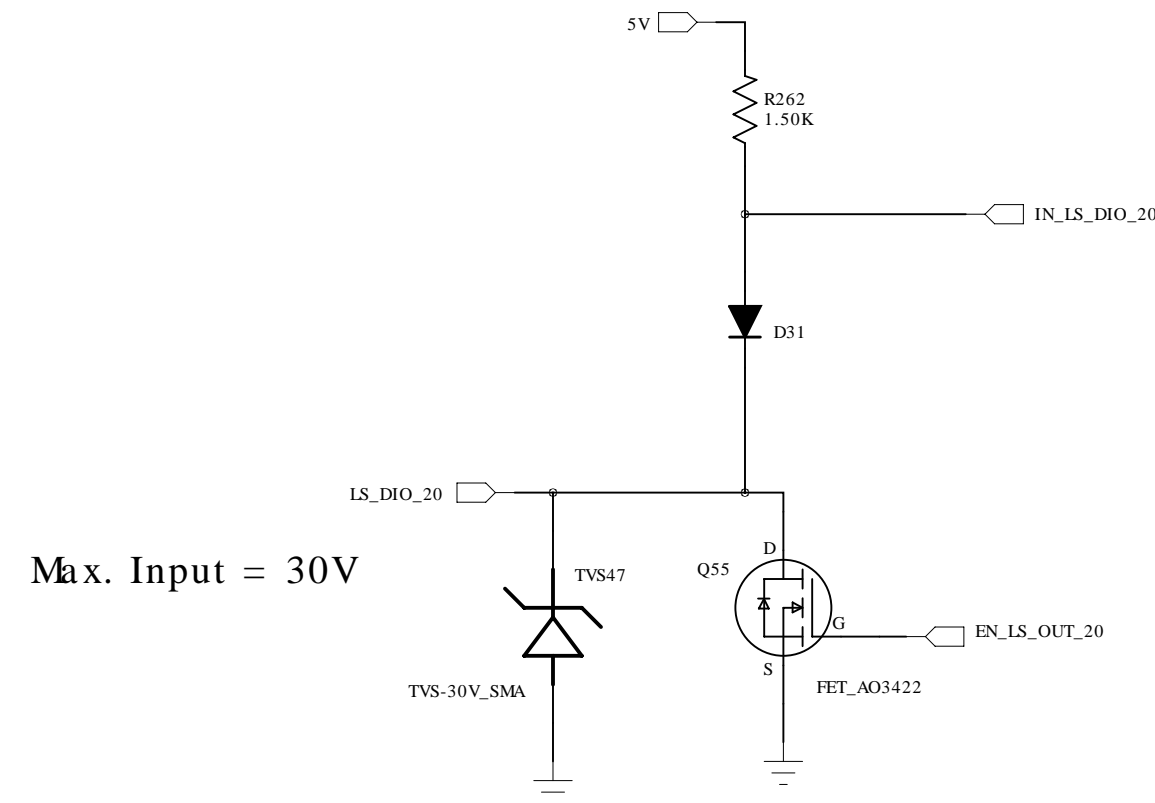 5V
R262
1.50K
IN_LS_DIO_20
D31
LS_DIO_20
Max. Input = 30V
TVS47
Q55
D
G
EN_LS_OUT_20
S
TVS-30V_SMA
FET_AO3422